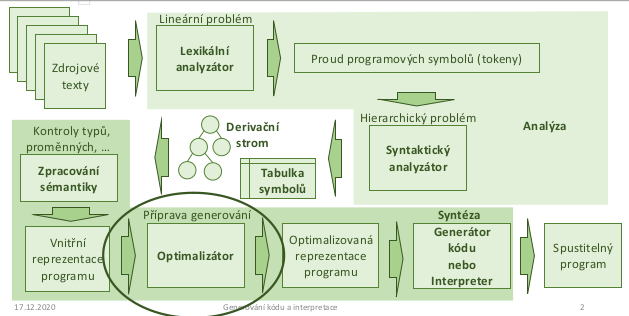 Lineární problém
Zdrojové
texty
Lexikální
analyzátor
Proud programových symbolů (tokeny)
Hierarchický problém
Analýza
Syntaktický
analyzátor
Derivační
strom
Tabulka
symbolů
Kontroly typů,
proměnných, ...
Zpracování
sémantiky
Vnitřní
reprezentace
programu
Příprava generování
Optimalizátor
Optimalizovaná
reprezentace
programu
Syntéza
Generátor
kódu
nebo
Interpreter
Spustitelný
program
17.12.2020
Generování kódu a interpretace
2